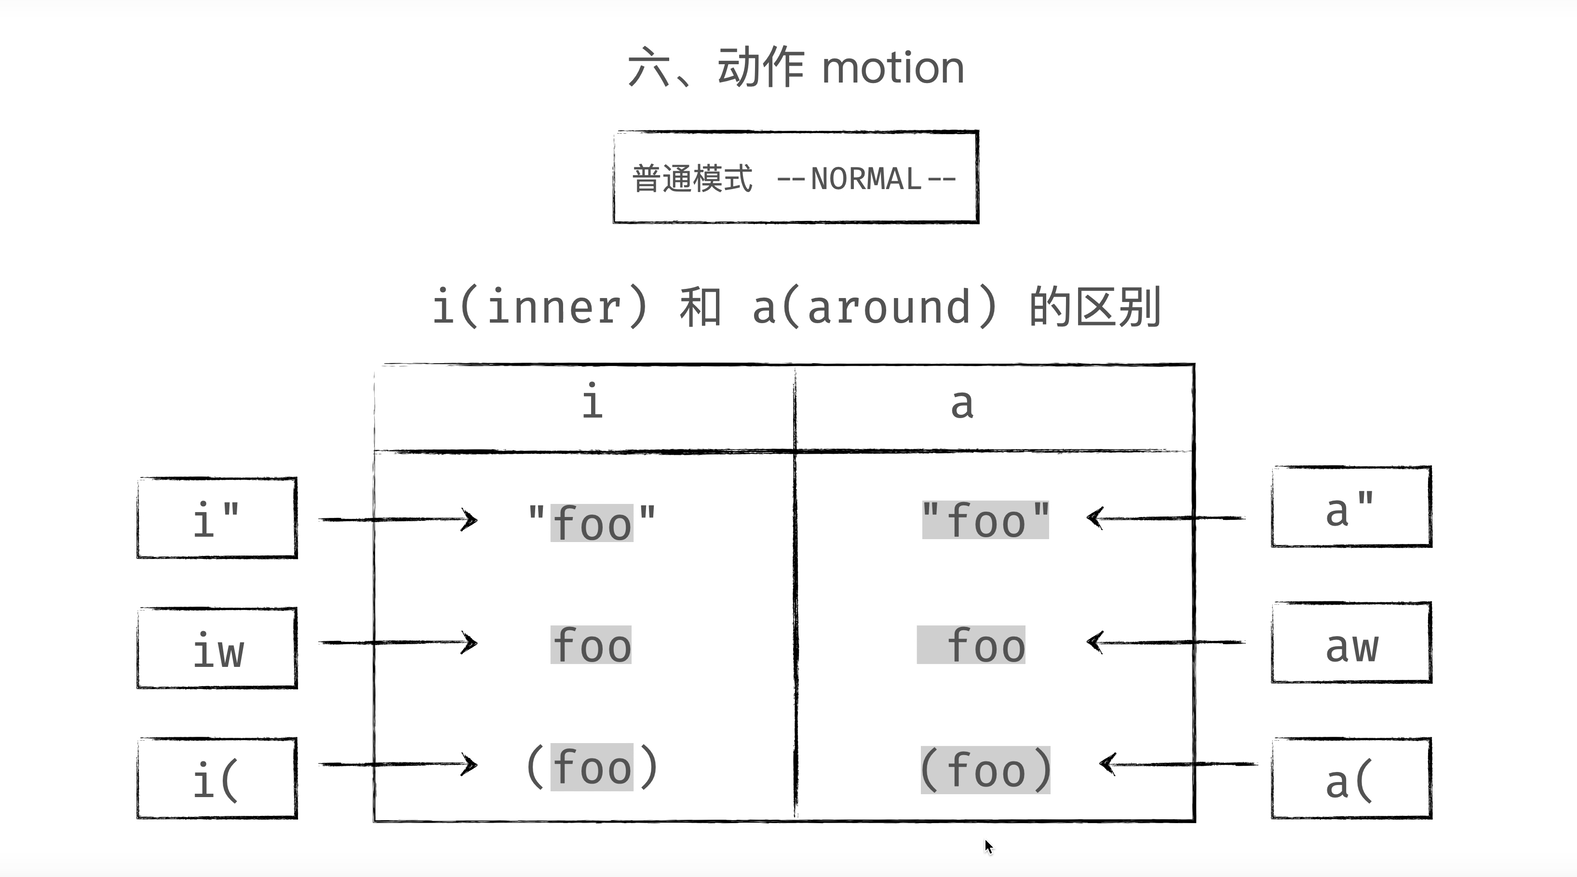 六、动作 motion
普通模式 --NORMAL--
i(inner) 和 a(around) 的区别
i a
i" "foo" "foo" a"
iw foo foo aw
i( (foo) (foo) a(